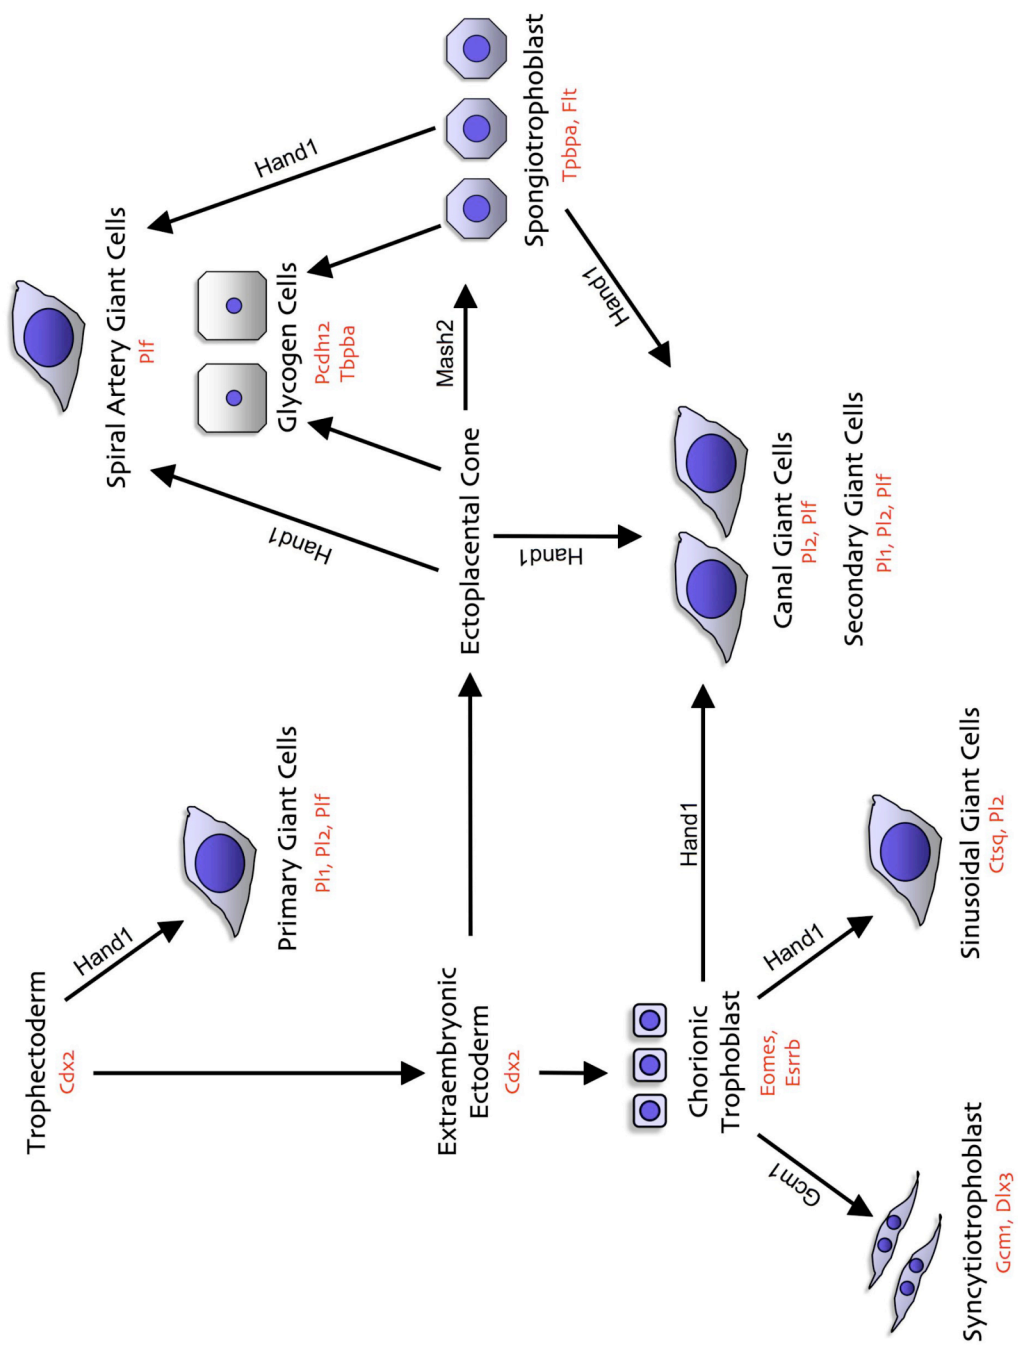 Trophectoderm
Cdx2
Hand1
Primary Giant Cells
Pl1, Pl2, Plf
Spiral Artery Giant Cells
Plf
Hand1
Hand1
Glycogen Cells
Pcdh12
Tbpba
Extraembryonic
Ectoderm
Cdx2
Ectoplacental Cone
Mash2
Spongiotrophoblast
Tpbpa, Flt
Hand1
Hand1
Chorionic
Trophoblast
Eomes,
Esrrb
Hand1
Canal Giant Cells
Pl2, Plf
Secondary Giant Cells
Pl1, Pl2, Plf
Gcm1
Hand1
Syncytiotrophoblast
Gcm1, Dlx3
Sinusoidal Giant Cells
Ctsq, Pl2